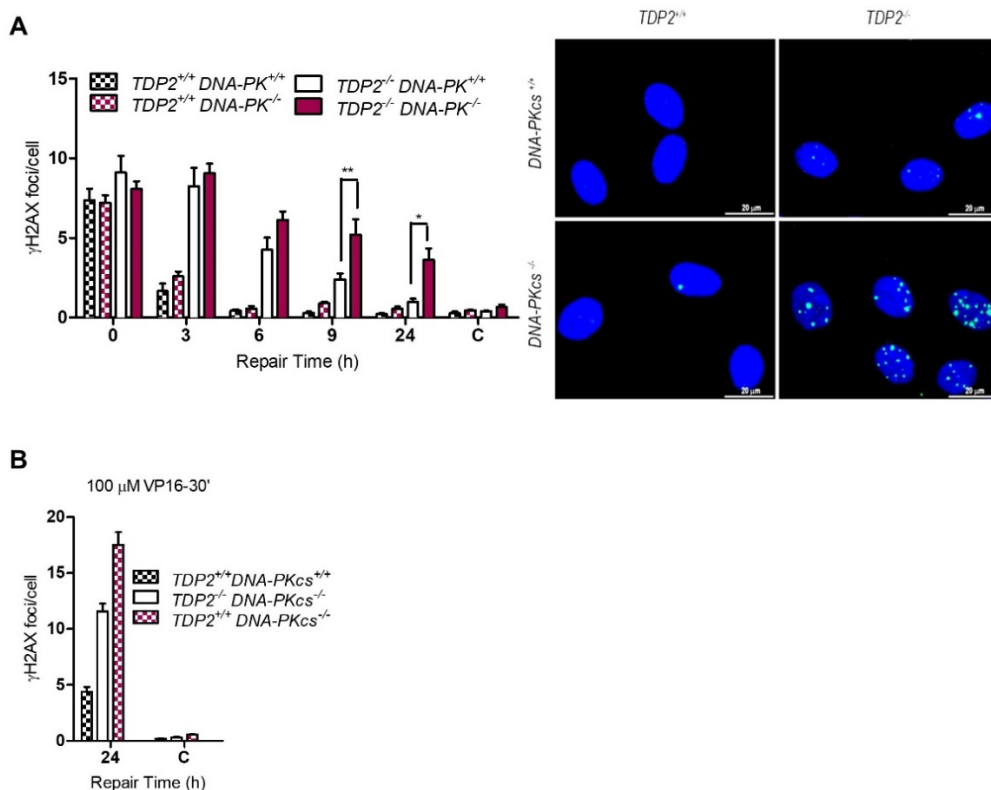 A
TDP2+/+ DNA-PK+/+
TDP2+/+ DNA-PK-/-
TDP2-/- DNA-PK+/+
TDP2-/- DNA-PK-/-
γH2AX foci/cell
15
10
5
0
**
*
0 3 6 9 24 C
Repair Time (h)
TDP2+/+ TDP2-/-
DNA-PKcs +/+
20 µm 20 µm
DNA-PKcs -/-
20 µm 20 µm
B
100 µM VP16-30'
γH2AX foci/cell
20
15
10
5
0
TDP2+/+DNA-PKcs+/+
TDP2-/- DNA-PKcs-/-
TDP2+/+ DNA-PKcs-/-
24 C
Repair Time (h)